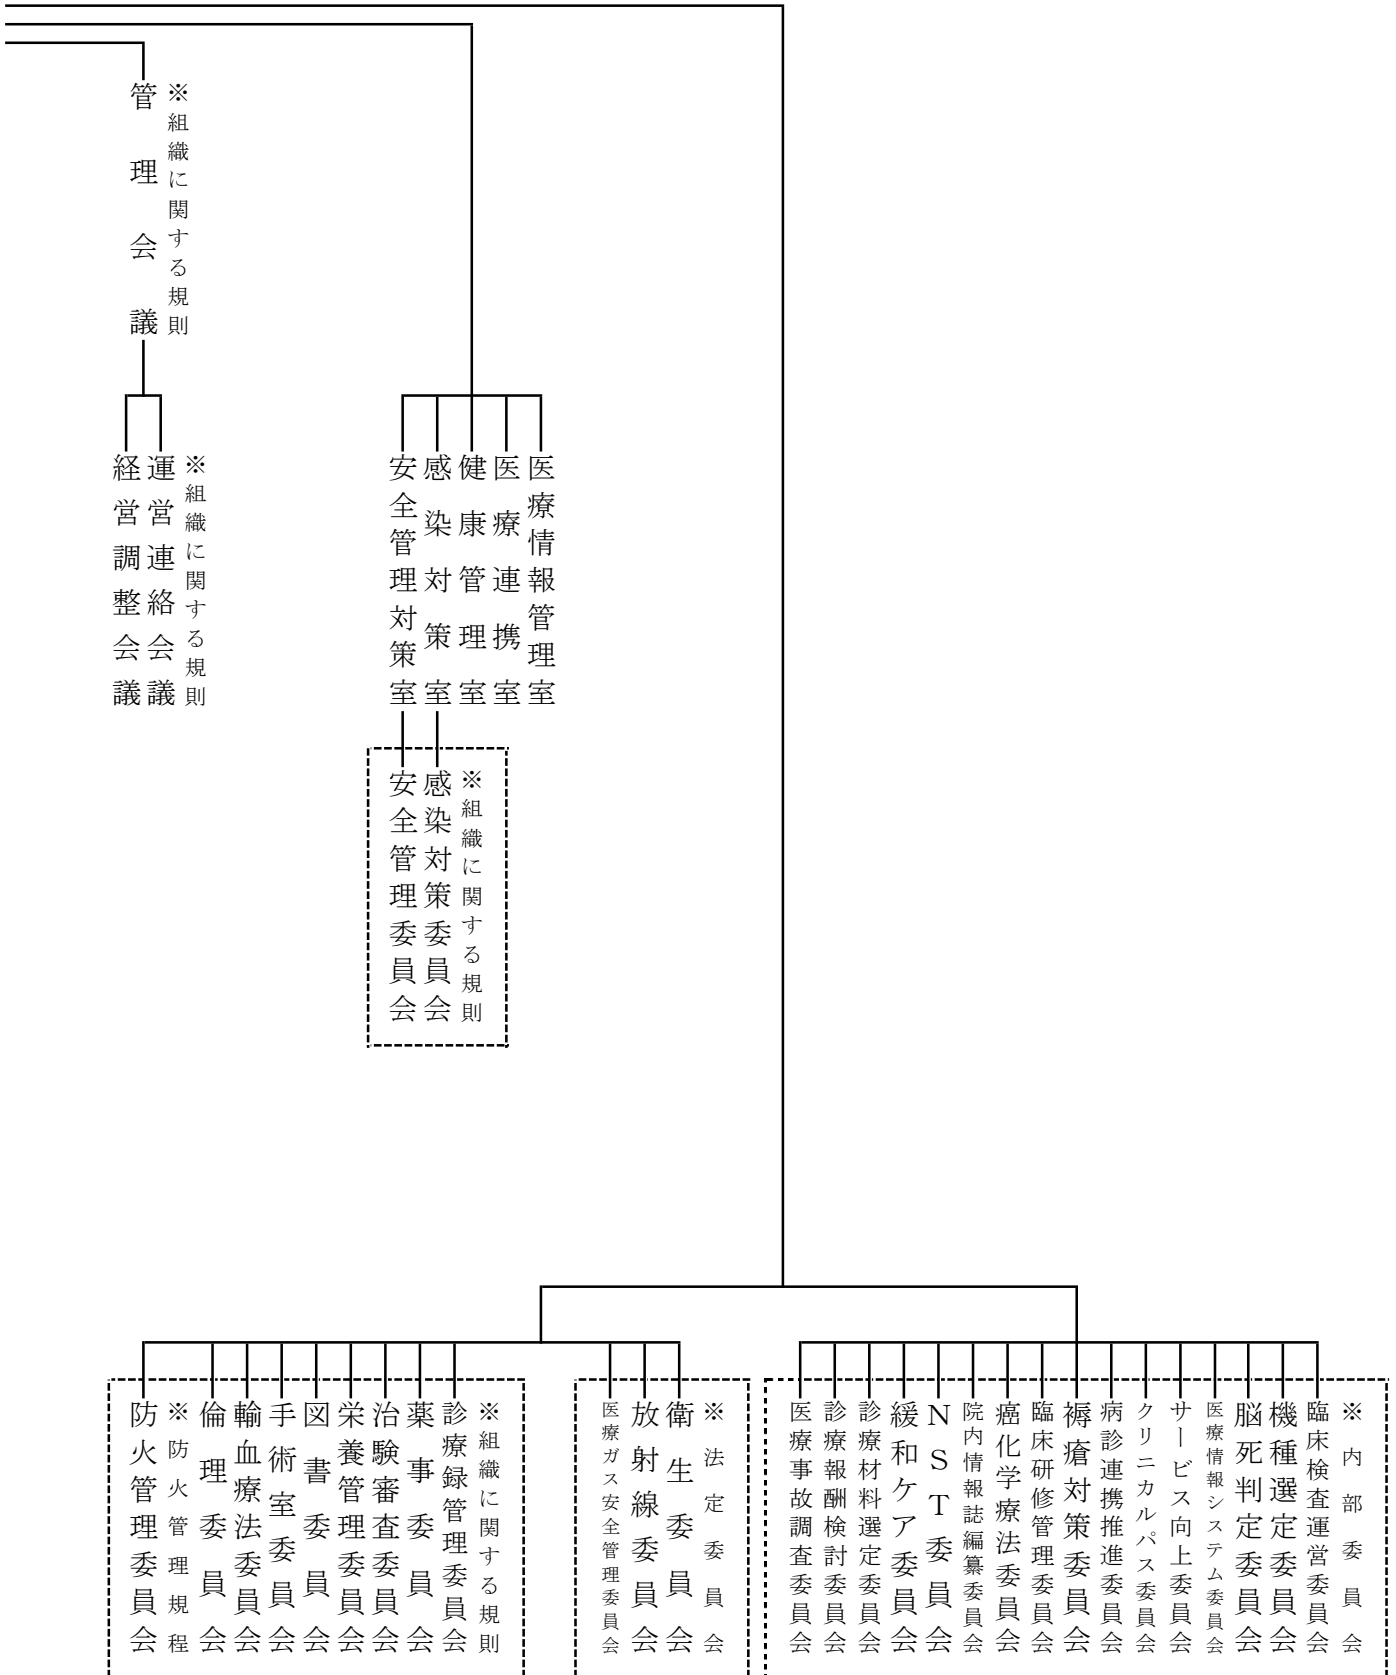 ※組織に関する規則
管理会議
※組織に関する規則
運営連絡会議
経営調整会議
医療情報管理室
医療連携室
健康管理室
感染対策室
安全管理対策室
※組織に関する規則
感染対策委員会
安全管理委員会
※内部委員会
臨床検査運営委員会
機種選定委員会
脳死判定委員会
医療情報システム委員会
サービス向上委員会
クリニカルパス委員会
病診連携推進委員会
褥瘡対策委員会
臨床研修管理委員会
癌化学療法委員会
院内情報誌編纂委員会
NST委員会
緩和ケア委員会
診療材料選定委員会
診療報酬検討委員会
医療事故調査委員会
※法定委員会
衛生委員会
放射線委員会
医療ガス安全管理委員会
※組織に関する規則
診療録管理委員会
薬事委員会
治験審査委員会
栄養管理委員会
図書委員会
手術室委員会
輸血療法委員会
倫理委員会
※防火管理規程
防火管理委員会